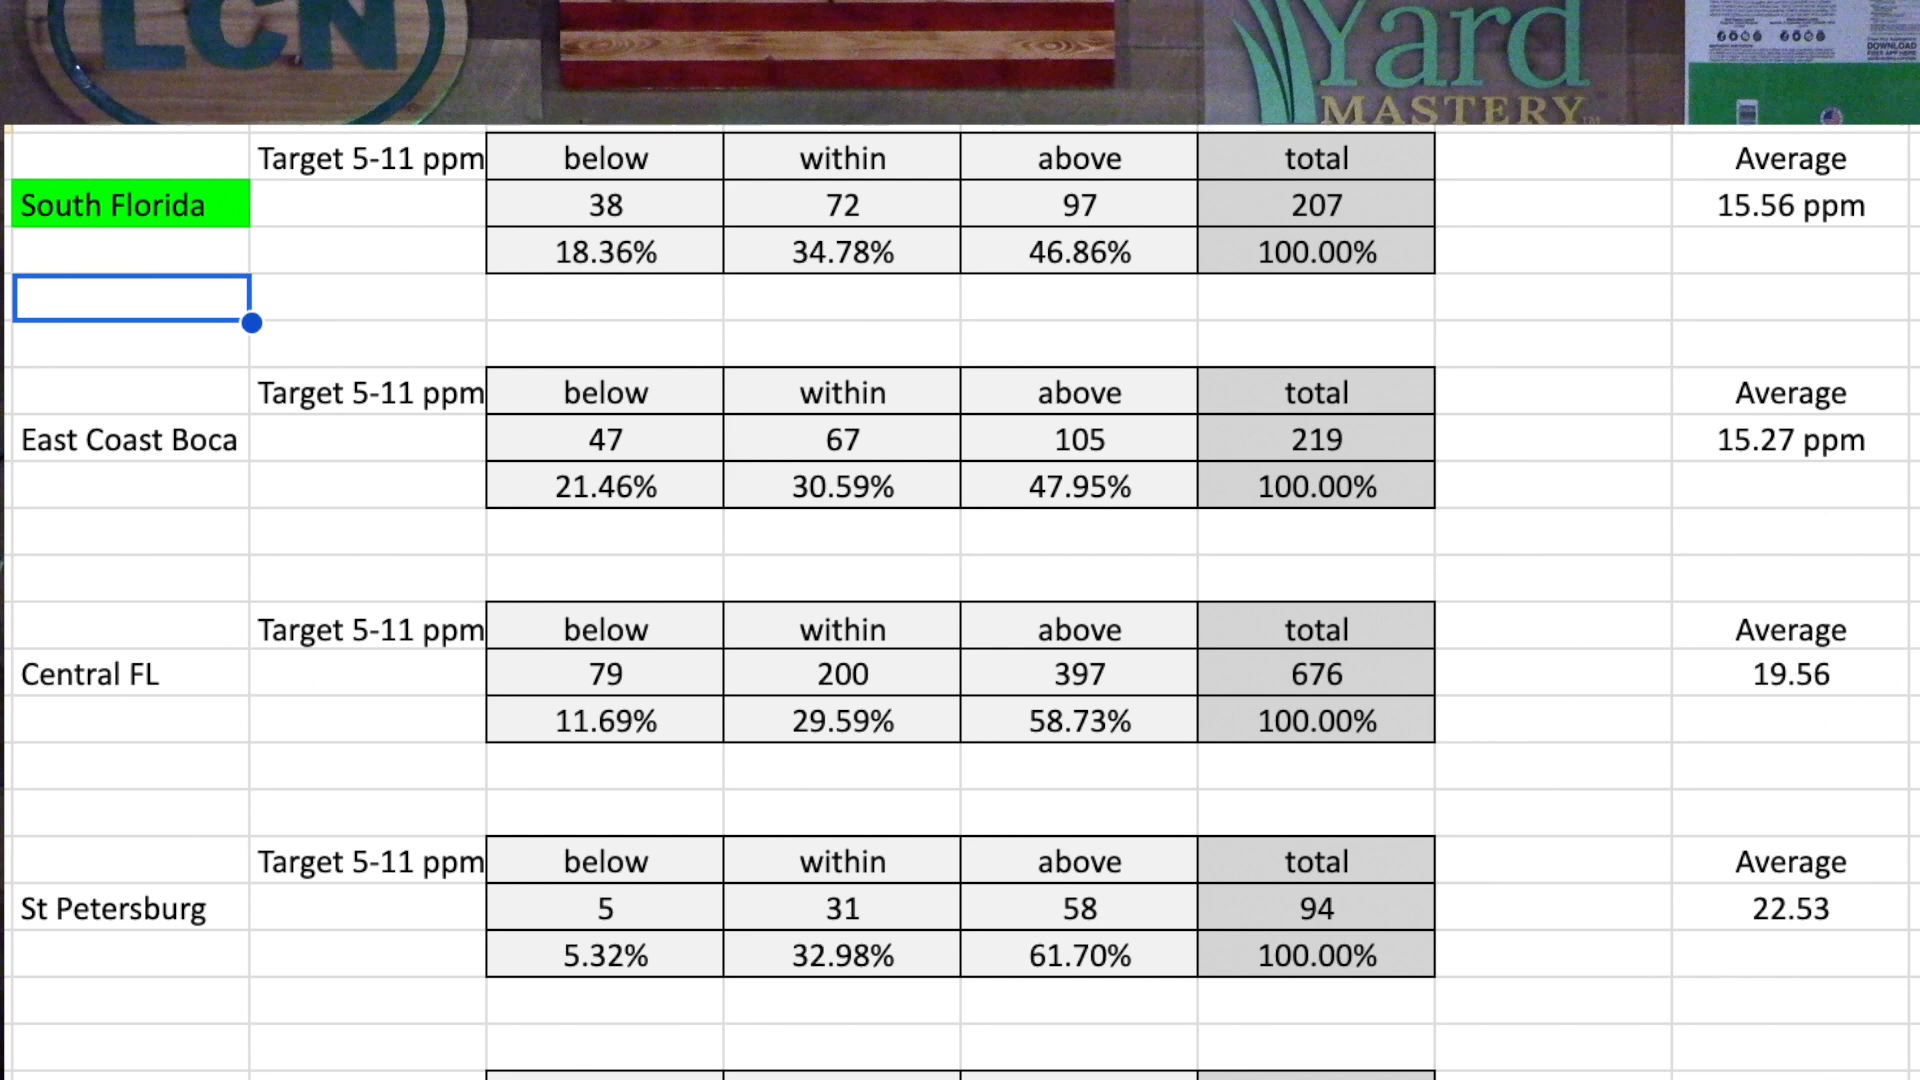 LCN
Yard
MASTERY
DOWNLOAD
FREE APP HERE
Target 5-11 ppm below within above total Average
South Florida 38 72 97 207 15.56 ppm
18.36% 34.78% 46.86% 100.00%
Target 5-11 ppm below within above total Average
East Coast Boca 47 67 105 219 15.27 ppm
21.46% 30.59% 47.95% 100.00%
Target 5-11 ppm below within above total Average
Central FL 79 200 397 676 19.56
11.69% 29.59% 58.73% 100.00%
Target 5-11 ppm below within above total Average
St Petersburg 5 31 58 94 22.53
5.32% 32.98% 61.70% 100.00%